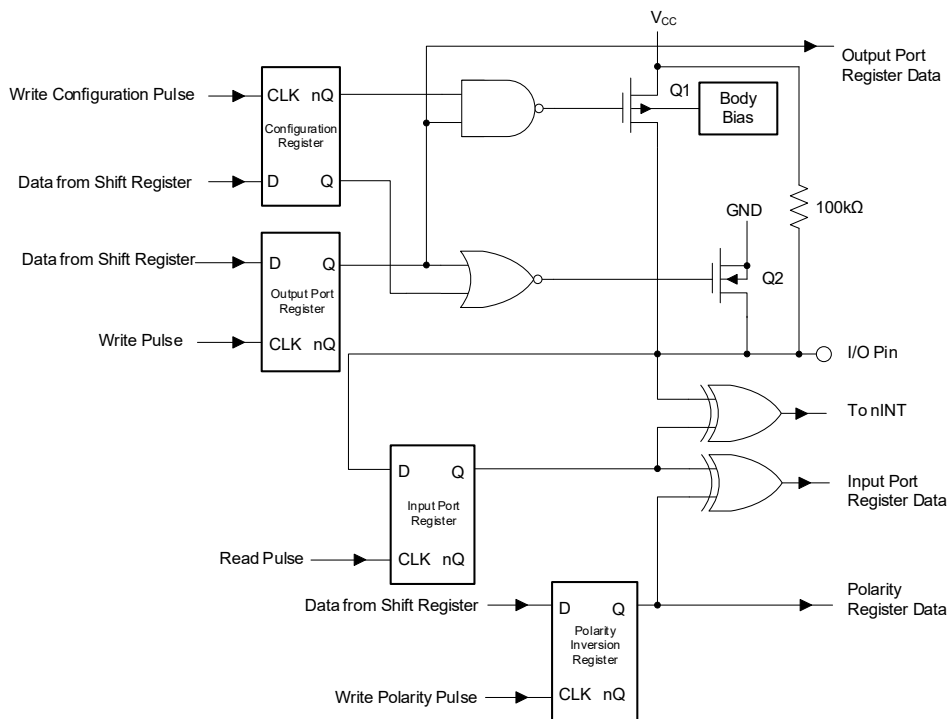 VCC
Output Port
Register Data
Write Configuration Pulse
CLK nQ
Configuration
Register
D Q
Q1
Body
Bias
Data from Shift Register
100kΩ
GND
Data from Shift Register
D Q
Output Port
Register
CLK nQ
Q2
Write Pulse
I/O Pin
To nINT
D Q
Input Port
Register
CLK nQ
Input Port
Register Data
Read Pulse
Data from Shift Register
D Q
Polarity
Inversion
Register
CLK nQ
Polarity
Register Data
Write Polarity Pulse